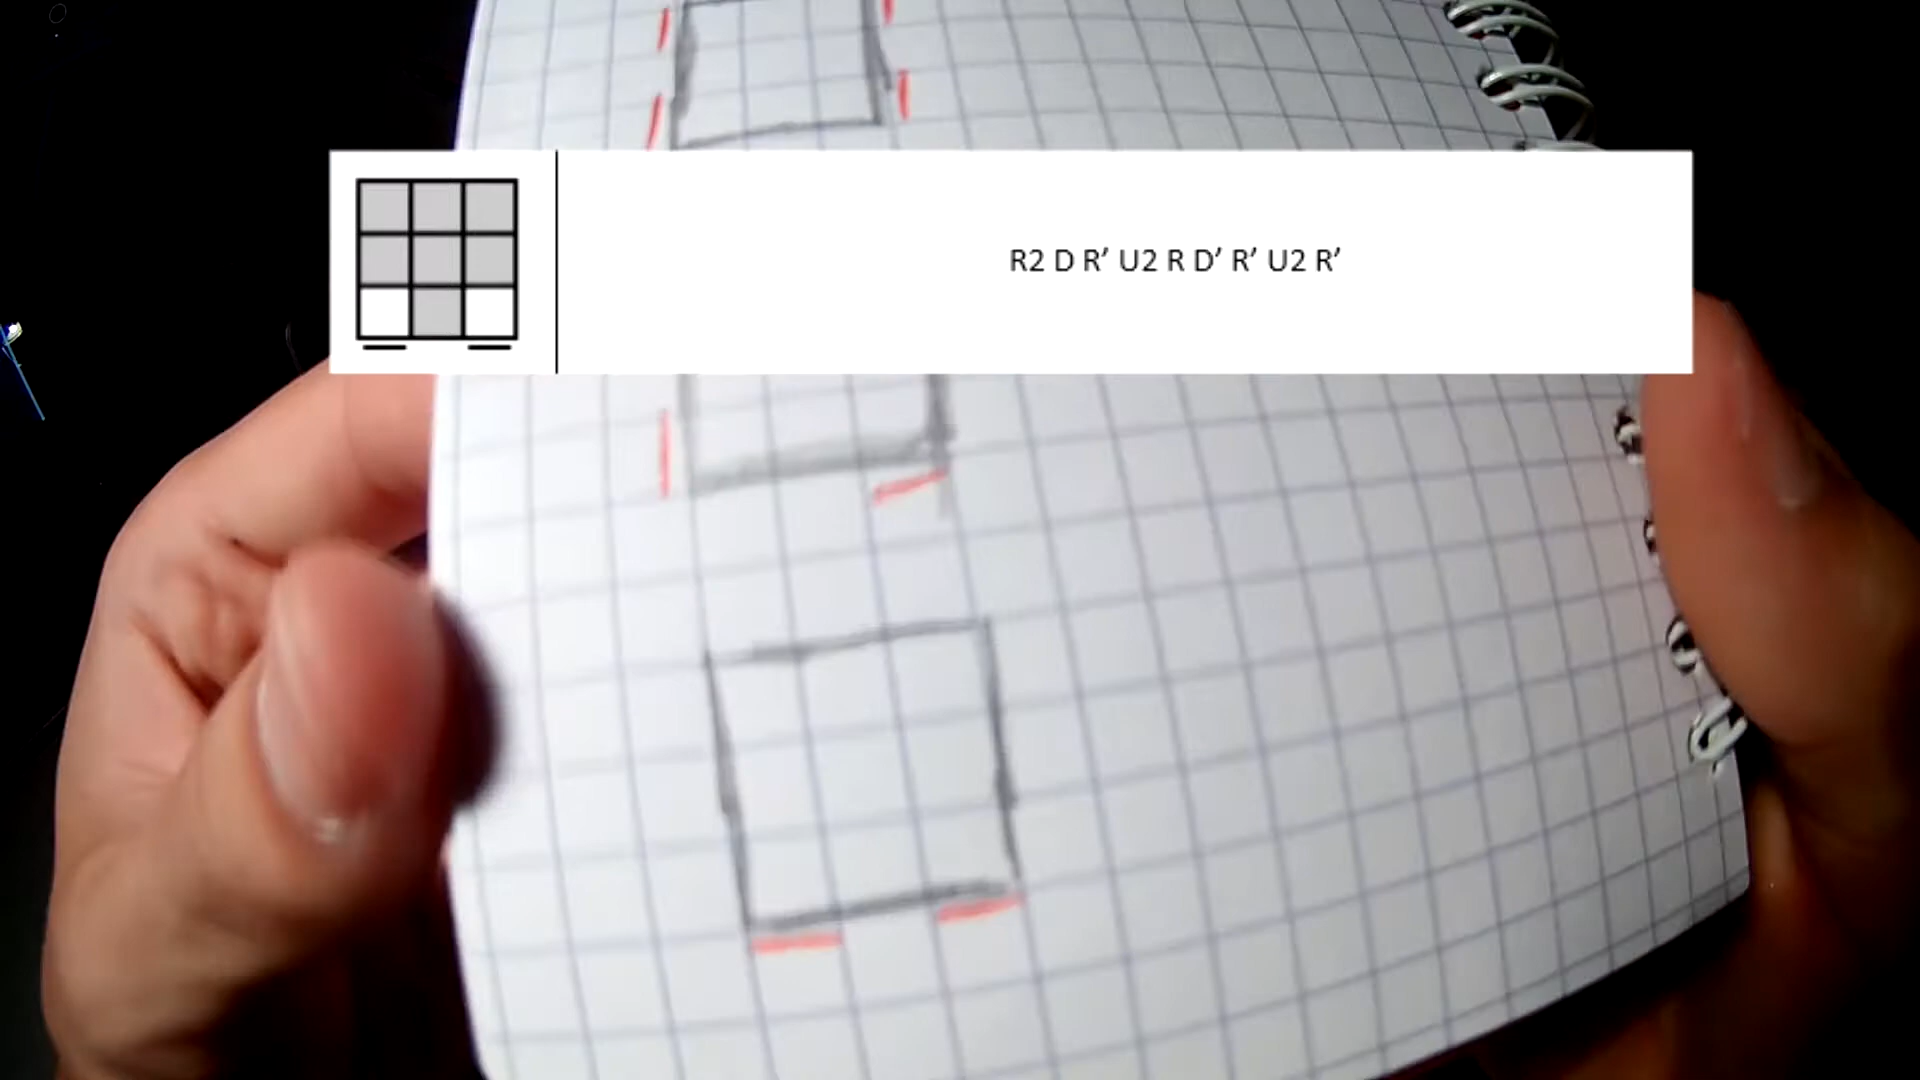 R2 D R’ U2 R D’ R’ U2 R’